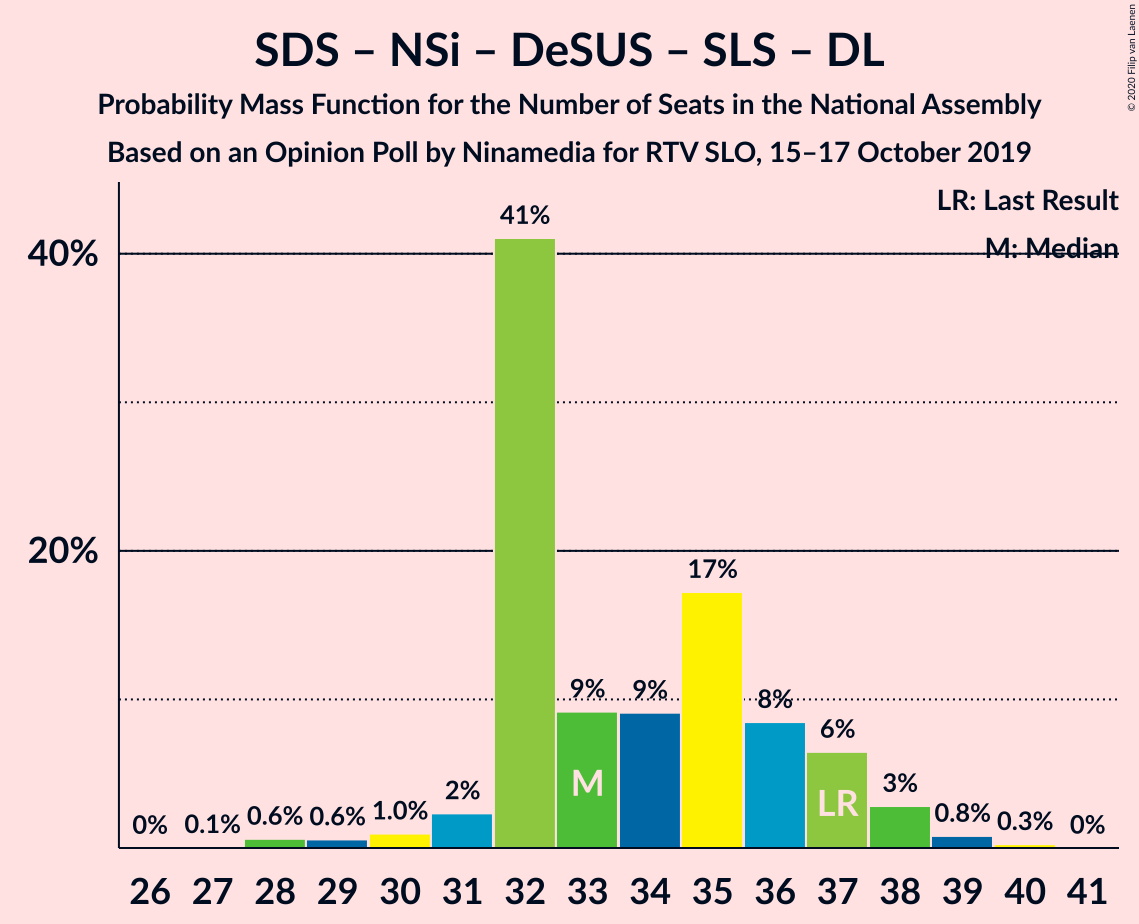 SDS – NSi – DeSUS – SLS – DL
Probability Mass Function for the Number of Seats in the National Assembly
Based on an Opinion Poll by Ninamedia for RTV SLO, 15–17 October 2019
© 2020 Filip van Laenen
LR: Last Result
M: Median
40%
20%
0%
0.1%
0.6%
0.6%
1.0%
2%
41%
9%
9%
17%
8%
6%
3%
0.8%
0.3%
0%
M
LR
26 27 28 29 30 31 32 33 34 35 36 37 38 39 40 41